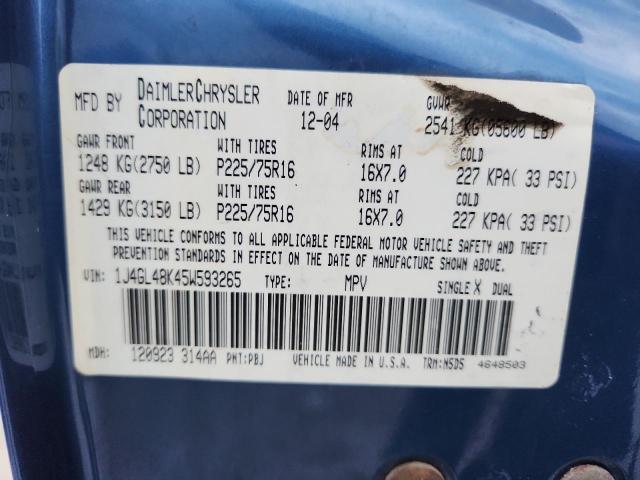 MFD BY DAIMLERCHRYSLER CORPORATION DATE OF MFR 12-04 GVWR 2541 KG(05600 LB)
GAWR FRONT WITH TIRES RIMS AT COLD
1248 KG(2750 LB) P225/75R16 16X7.0 227 KPA( 33 PSI)
GAWR REAR WITH TIRES RIMS AT COLD
1429 KG(3150 LB) P225/75R16 16X7.0 227 KPA( 33 PSI)
THIS VEHICLE CONFORMS TO ALL APPLICABLE FEDERAL MOTOR VEHICLE SAFETY AND THEFT
PREVENTION STANDARDS IN EFFECT ON THE DATE OF MANUFACTURE SHOWN ABOVE.
VIN: 1J4GL48K45W593265 TYPE: MPV SINGLE X DUAL
MDH: 120923 314AA PNT:PBJ VEHICLE MADE IN U.S.A. TRM:N5D5 4648503